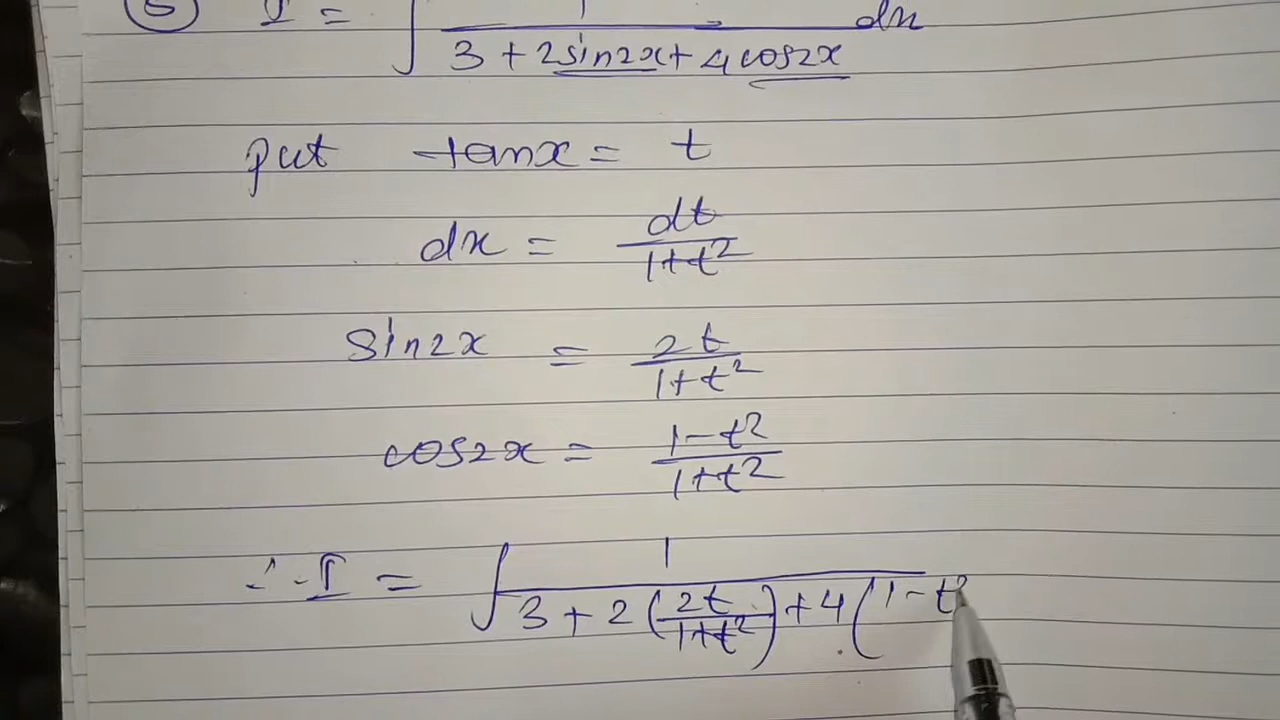 5 I = ∫ 1 / (3 + 2sin2x + 4cos2x) dx
put tanx = t
dx = dt / (1+t²)
sin2x = 2t / (1+t²)
cos2x = (1-t²) / (1+t²)
∴ I = ∫ 1 / (3 + 2(2t / (1+t²)) + 4(1-t²